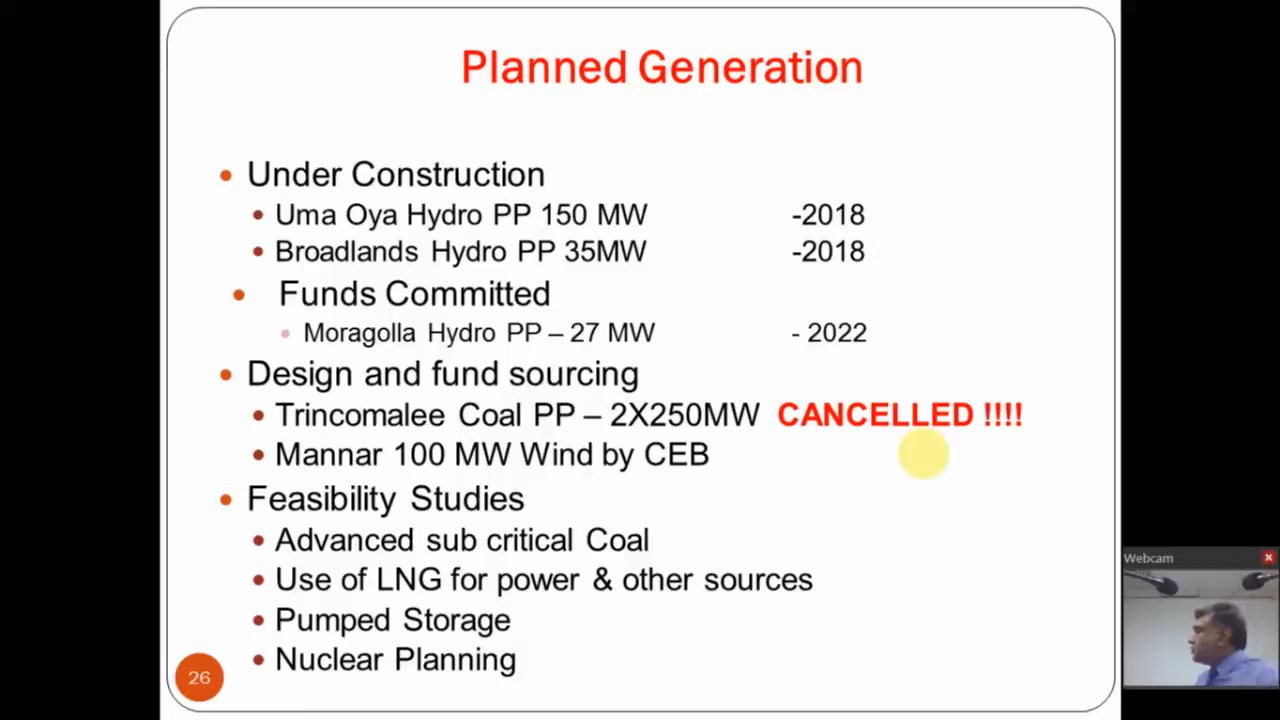 Planned Generation
Under Construction
Uma Oya Hydro PP 150 MW -2018
Broadlands Hydro PP 35MW -2018
Funds Committed
Moragolla Hydro PP – 27 MW - 2022
Design and fund sourcing
Trincomalee Coal PP – 2X250MW CANCELLED !!!!
Mannar 100 MW Wind by CEB
Feasibility Studies
Advanced sub critical Coal
Use of LNG for power & other sources
Pumped Storage
Nuclear Planning
26
Webcam